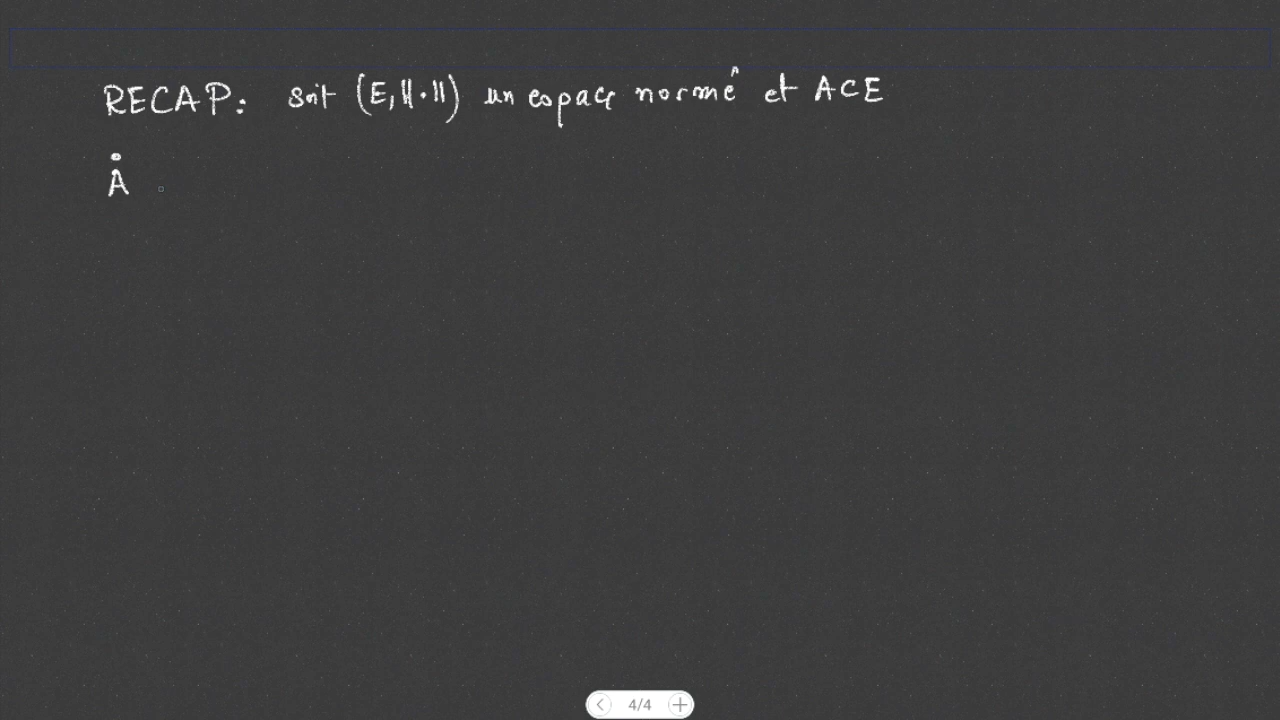 RECAP: soit (E, ||·||) un espace normé et A⊂E
Å
4/4